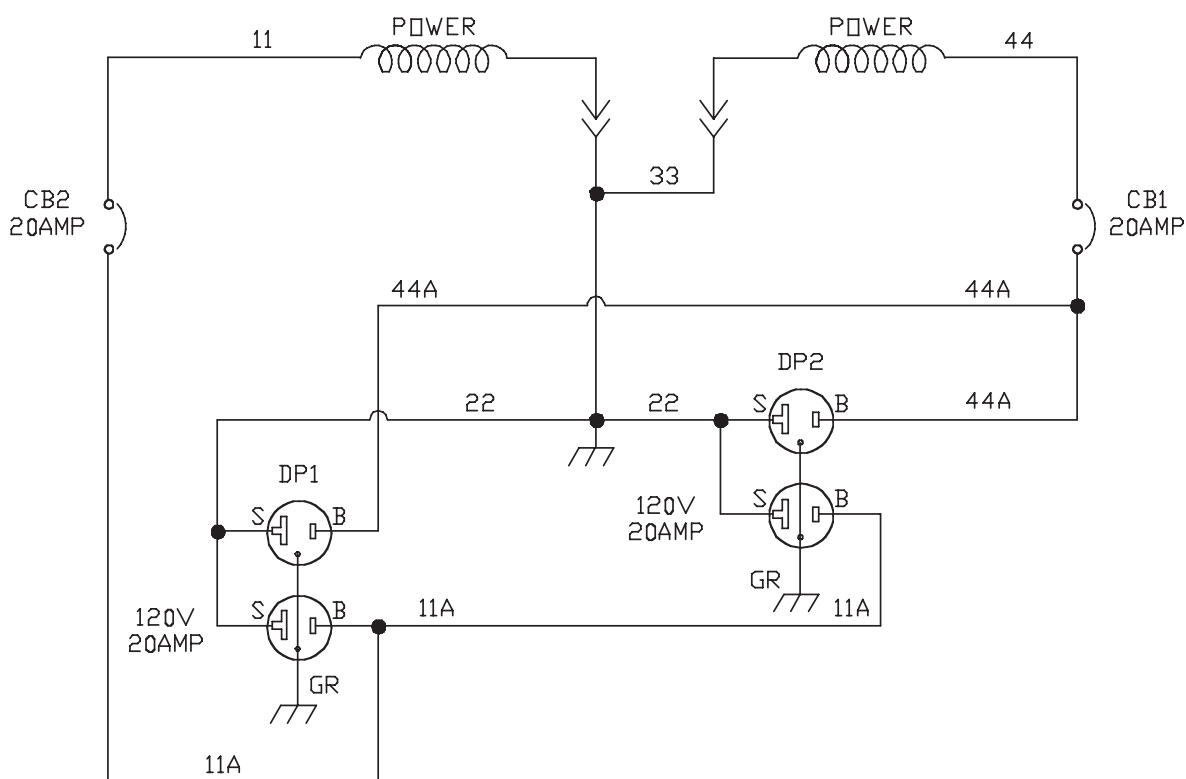 POWER
POWER
11
44
33
CB2
20AMP
CB1
20AMP
44A
44A
DP2
22
22
S
B
44A
DP1
S
B
120V
20AMP
S
B
GR
120V
20AMP
S
B
11A
11A
GR
11A